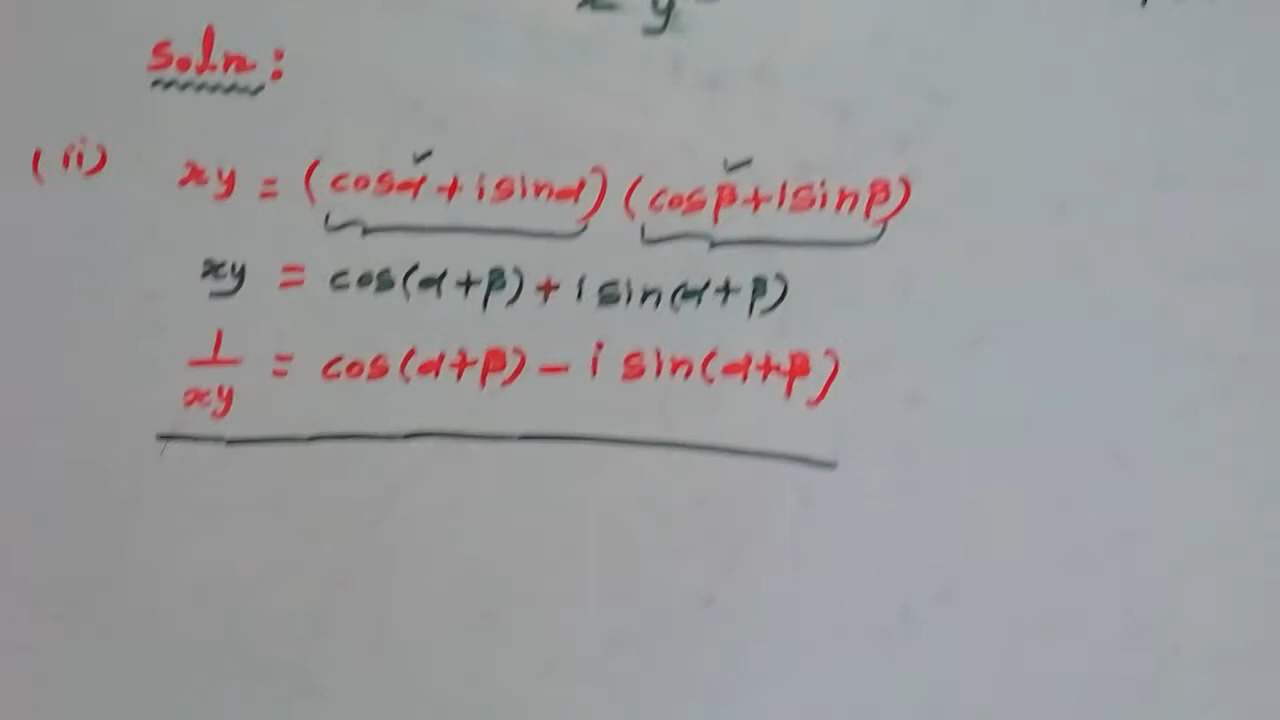 Soln:
(ii) xy = (cosα + i sinα) (cosβ + i sinβ)
xy = cos(α+β) + i sin(α+β)
1/xy = cos(α+β) - i sin(α+β)